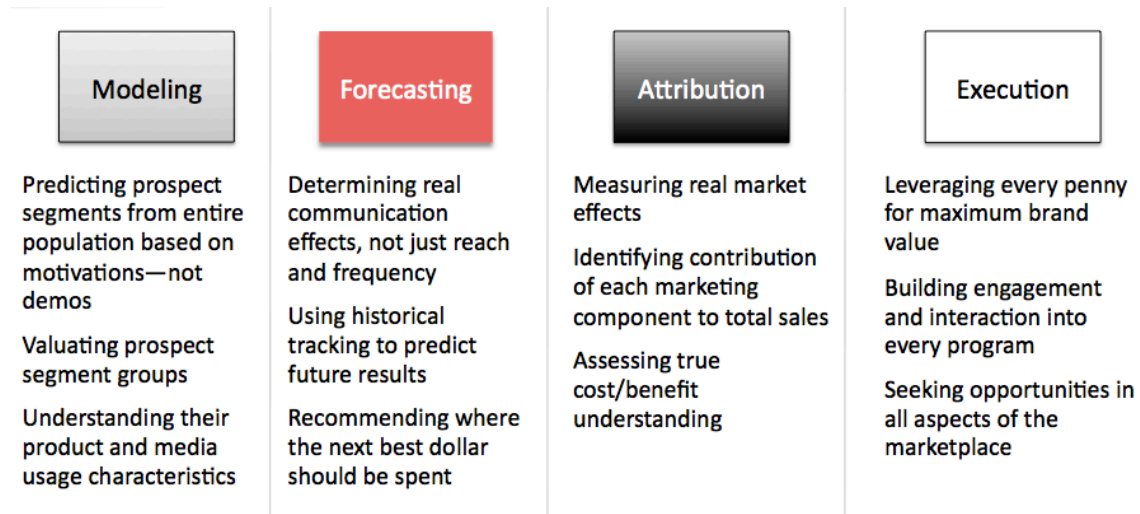 Modeling
Predicting prospect
segments from entire
population based on
motivations—not
demos
Valuating prospect
segment groups
Understanding their
product and media
usage characteristics
Forecasting
Determining real
communication
effects, not just reach
and frequency
Using historical
tracking to predict
future results
Recommending where
the next best dollar
should be spent
Attribution
Measuring real market
effects
Identifying contribution
of each marketing
component to total sales
Assessing true
cost/benefit
understanding
Execution
Leveraging every penny
for maximum brand
value
Building engagement
and interaction into
every program
Seeking opportunities in
all aspects of the
marketplace